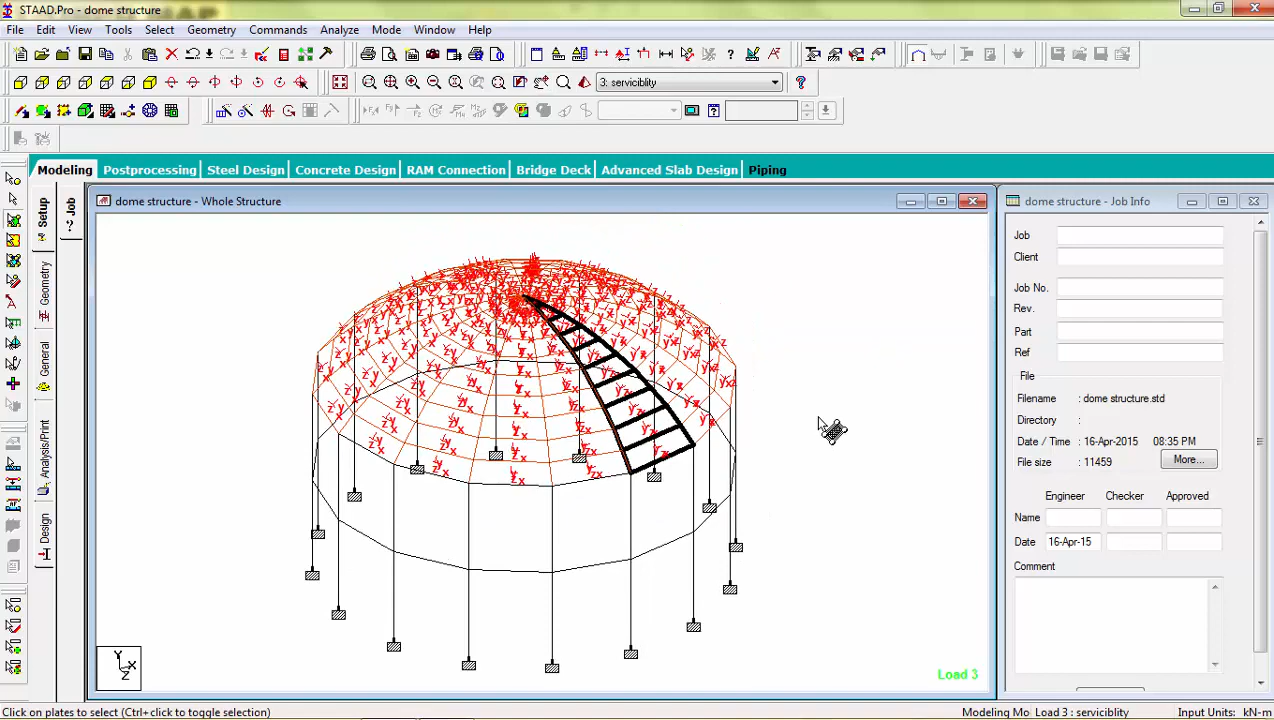 STAAD.Pro - dome structure
File Edit View Tools Select Geometry Commands Analyze Mode Window Help
3: serviciblity
Modeling Postprocessing Steel Design Concrete Design RAM Connection Bridge Deck Advanced Slab Design Piping
Setup
Geometry
General
Analysis/Print
Design
Job
dome structure - Whole Structure
Load 3
dome structure - Job Info
Job
Client
Job No.
Rev.
Part
Ref
File
Filename : dome structure.std
Directory :
Date / Time : 16-Apr-2015 08:35 PM
File size : 11459 More...
Engineer Checker Approved
Name
Date 16-Apr-15
Comment
Click on plates to select (Ctrl+click to toggle selection)
Modeling Mo Load 3 : serviciblity Input Units: kN-m